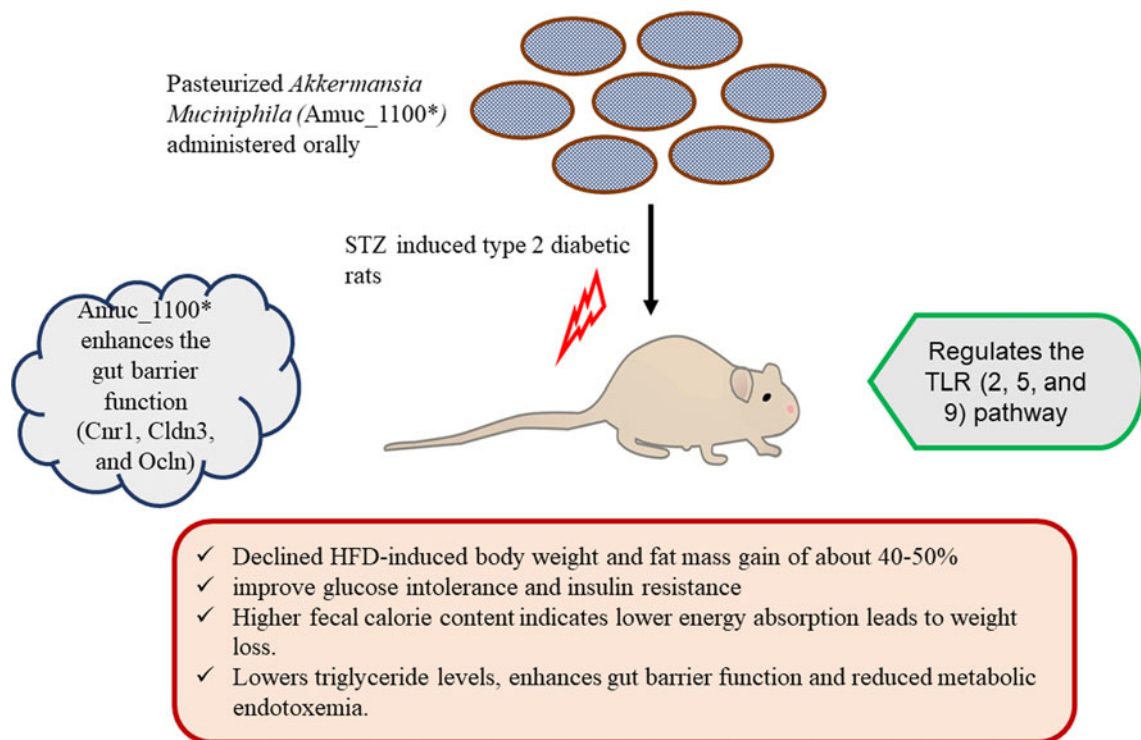 Pasteurized Akkermansia
Muciniphila (Amuc_1100*)
administered orally
STZ induced type 2 diabetic
rats
Amuc_1100*
enhances the
gut barrier
function
(Cnr1, Cldn3,
and Ocln)
Regulates the
TLR (2, 5, and
9) pathway
✓ Declined HFD-induced body weight and fat mass gain of about 40-50%
✓ improve glucose intolerance and insulin resistance
✓ Higher fecal calorie content indicates lower energy absorption leads to weight
loss.
✓ Lowers triglyceride levels, enhances gut barrier function and reduced metabolic
endotoxemia.